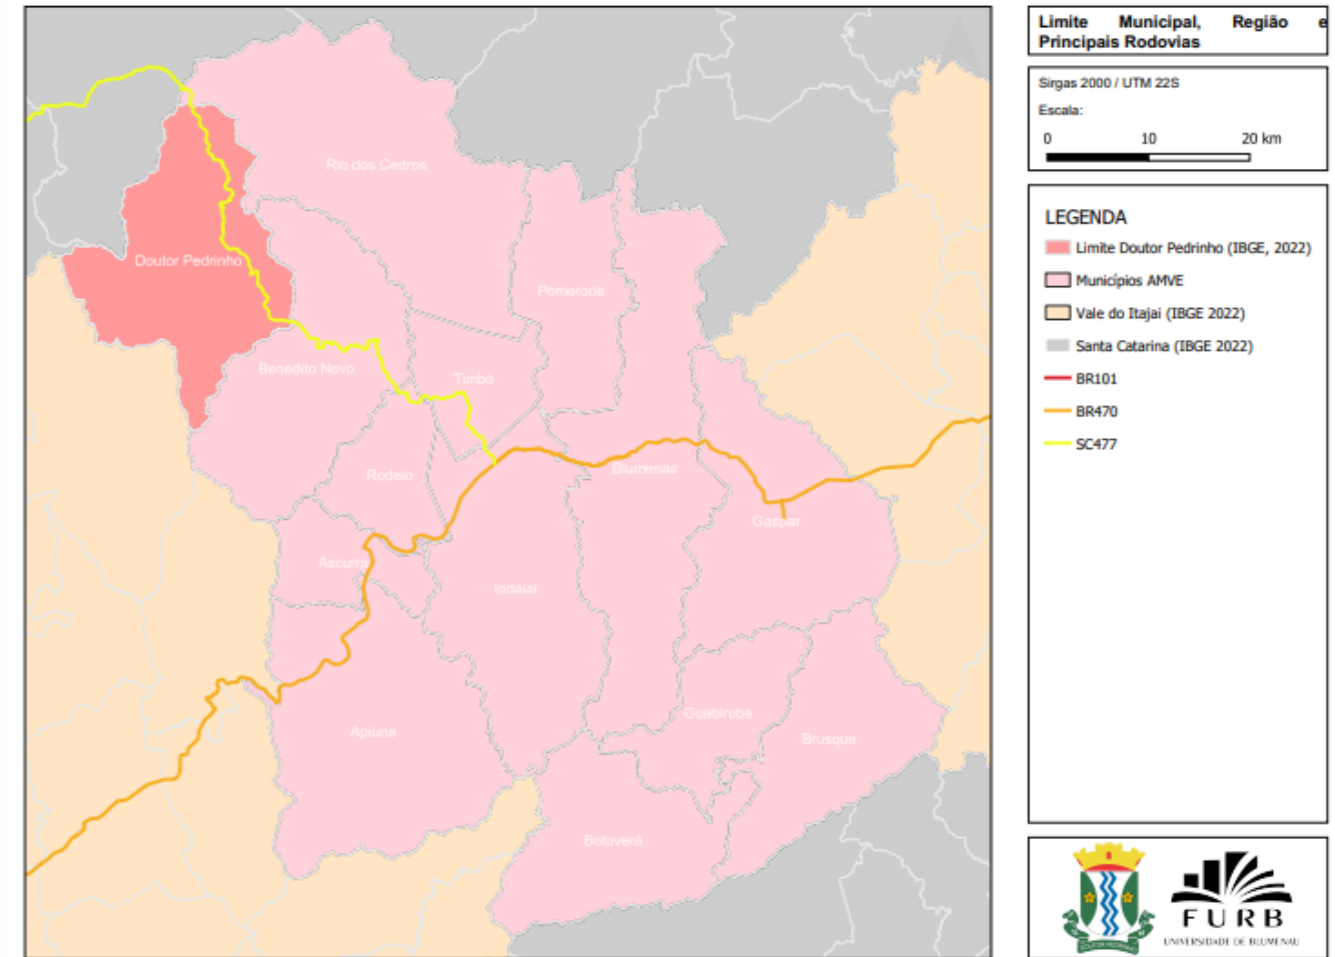 Limite Municipal, Região e
Principais Rodovias
Sirgas 2000 / UTM 22S
Escala:
0 10 20 km
LEGENDA
Limite Doutor Pedrinho (IBGE, 2022)
Municípios AMVE
Vale do Itajaí (IBGE 2022)
Santa Catarina (IBGE 2022)
BR101
BR470
SC477
Rio dos Cedros
Doutor Pedrinho
Pomerode
Benedito Novo
Timbó
Rodeio
Blumenau
Gaspar
Ascurra
Indaial
Guabiruba
Apiúna
Brusque
Botuverá
DOUTOR PEDRINHO
FURB
UNIVERSIDADE DE BLUMENAU